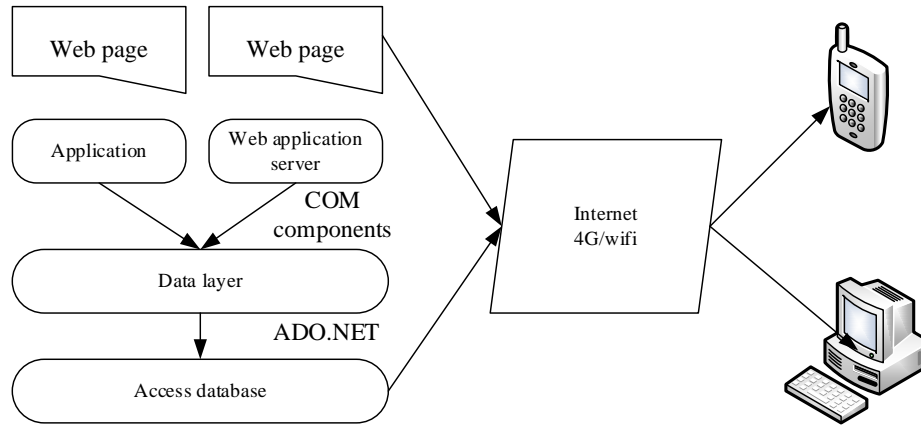 Web page
Web page
Application
Web application
server
COM
components
Data layer
ADO.NET
Access database
Internet
4G/wifi